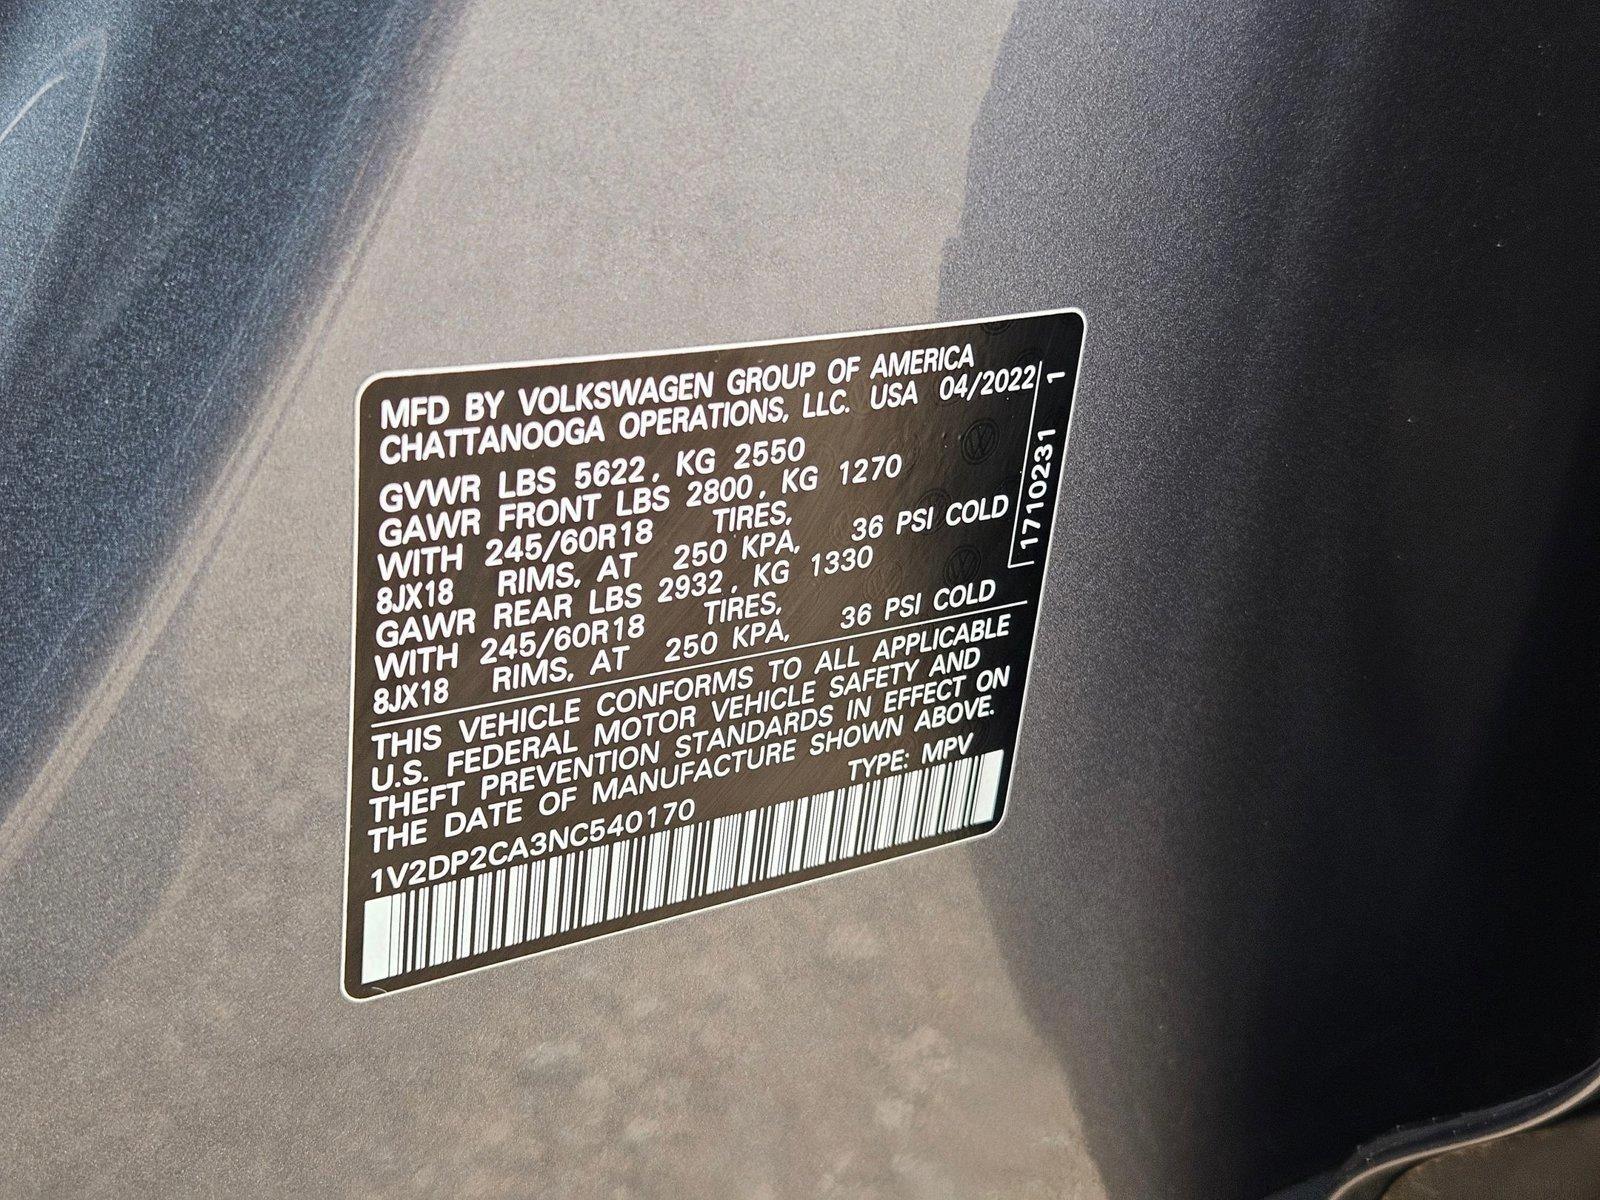 MFD BY VOLKSWAGEN GROUP OF AMERICA
CHATTANOOGA OPERATIONS, LLC. USA 04/2022
GVWR LBS 5622, KG 2550
GAWR FRONT LBS 2800, KG 1270
WITH 245/60R18 TIRES,
8JX18 RIMS, AT 250 KPA, 36 PSI COLD
GAWR REAR LBS 2932, KG 1330
WITH 245/60R18 TIRES,
8JX18 RIMS, AT 250 KPA, 36 PSI COLD
THIS VEHICLE CONFORMS TO ALL APPLICABLE
U.S. FEDERAL MOTOR VEHICLE SAFETY AND
THEFT PREVENTION STANDARDS IN EFFECT ON
THE DATE OF MANUFACTURE SHOWN ABOVE.
1V2DP2CA3NC540170 TYPE: MPV
1710231 1